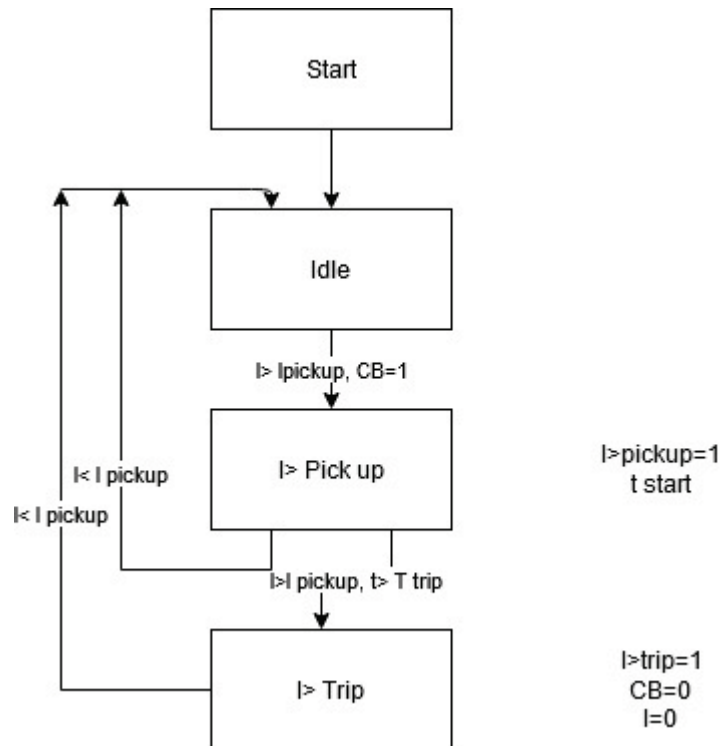 Start
Idle
I> Ipickup, CB=1
I> Pick up
I>pickup=1
t start
I< I pickup
I< I pickup
I>I pickup, t> T trip
I> Trip
I>trip=1
CB=0
I=0